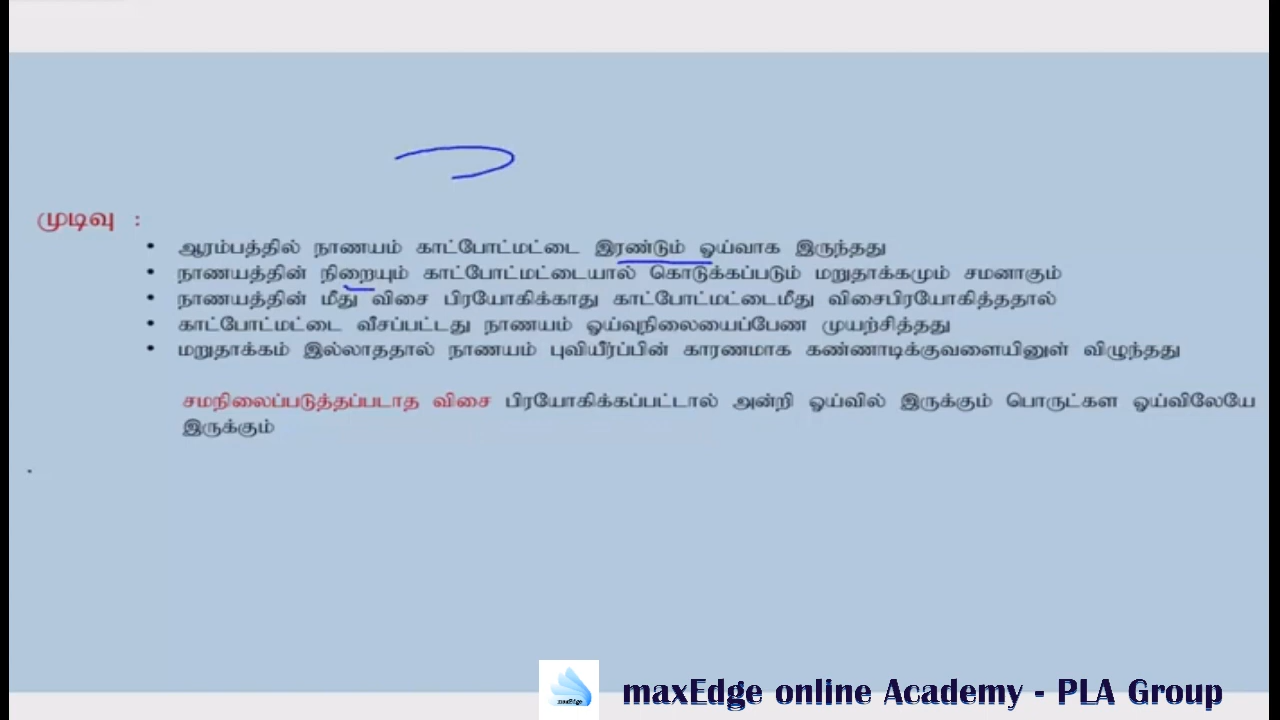 முடிவு :
• ஆரம்பத்தில் நாணயம் காட்போட்மட்டை இரண்டும் ஓய்வாக இருந்தது
• நாணயத்தின் நிறையும் காட்போட்மட்டையால் கொடுக்கப்படும் மறுதாக்கமும் சமனாகும்
• நாணயத்தின் மீது விசை பிரயோகிக்காது காட்போட்மட்டைமீது விசைபிரயோகித்ததால்
• காட்போட்மட்டை வீசப்பட்டது நாணயம் ஓய்வுநிலையைப்பேண முயற்சித்தது
• மறுதாக்கம் இல்லாததால் நாணயம் புவியீர்ப்பின் காரணமாக கண்ணாடிக்குவளையினுள் விழுந்தது
சமநிலைப்படுத்தப்படாத விசை பிரயோகிக்கப்பட்டால் அன்றி ஓய்வில் இருக்கும் பொருட்கள ஓய்விலேயே
இருக்கும்
maxEdge
maxEdge online Academy - PLA Group